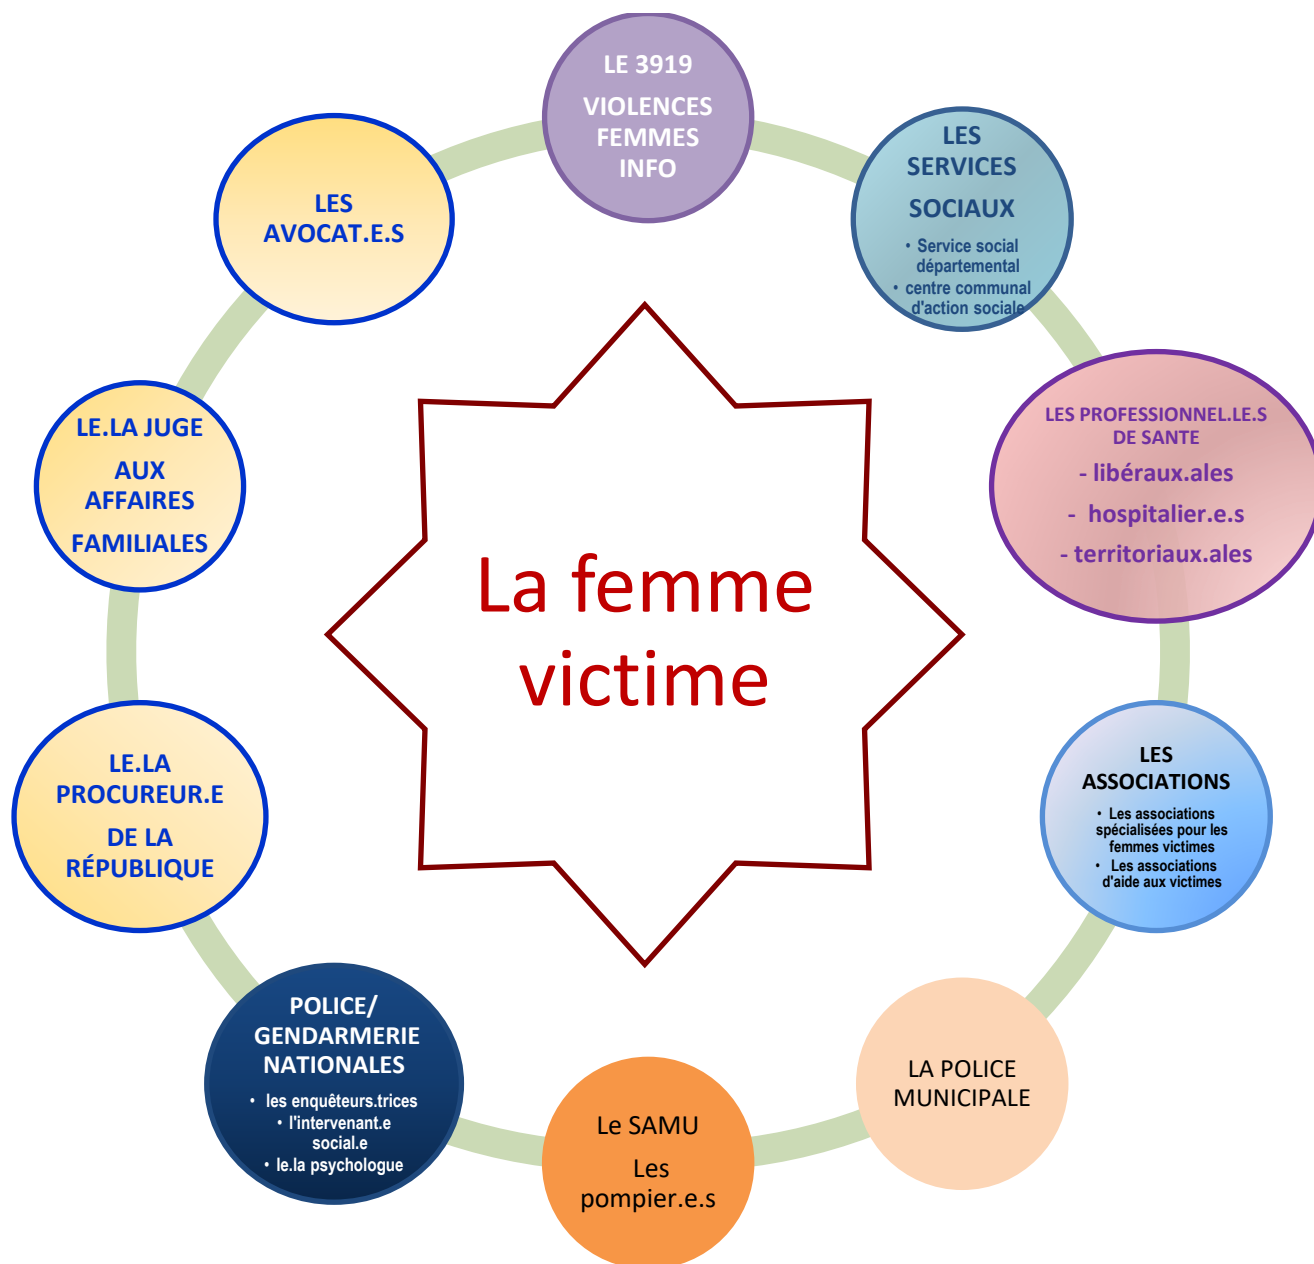 LE 3919
VIOLENCES
FEMMES
INFO
LES
SERVICES
SOCIAUX
• Service social
départemental
• centre communal
d'action sociale
LES PROFESSIONNEL.LE.S
DE SANTE
- libéraux.ales
- hospitalier.e.s
- territoriaux.ales
LES
ASSOCIATIONS
• Les associations
spécialisées pour les
femmes victimes
• Les associations
d'aide aux victimes
LA POLICE
MUNICIPALE
Le SAMU
Les
pompier.e.s
POLICE/
GENDARMERIE
NATIONALES
• les enquêteurs.trices
• l'intervenant.e
social.e
• le.la psychologue
LE.LA
PROCUREUR.E
DE LA
RÉPUBLIQUE
LE.LA JUGE
AUX
AFFAIRES
FAMILIALES
LES
AVOCAT.E.S
La femme
victime